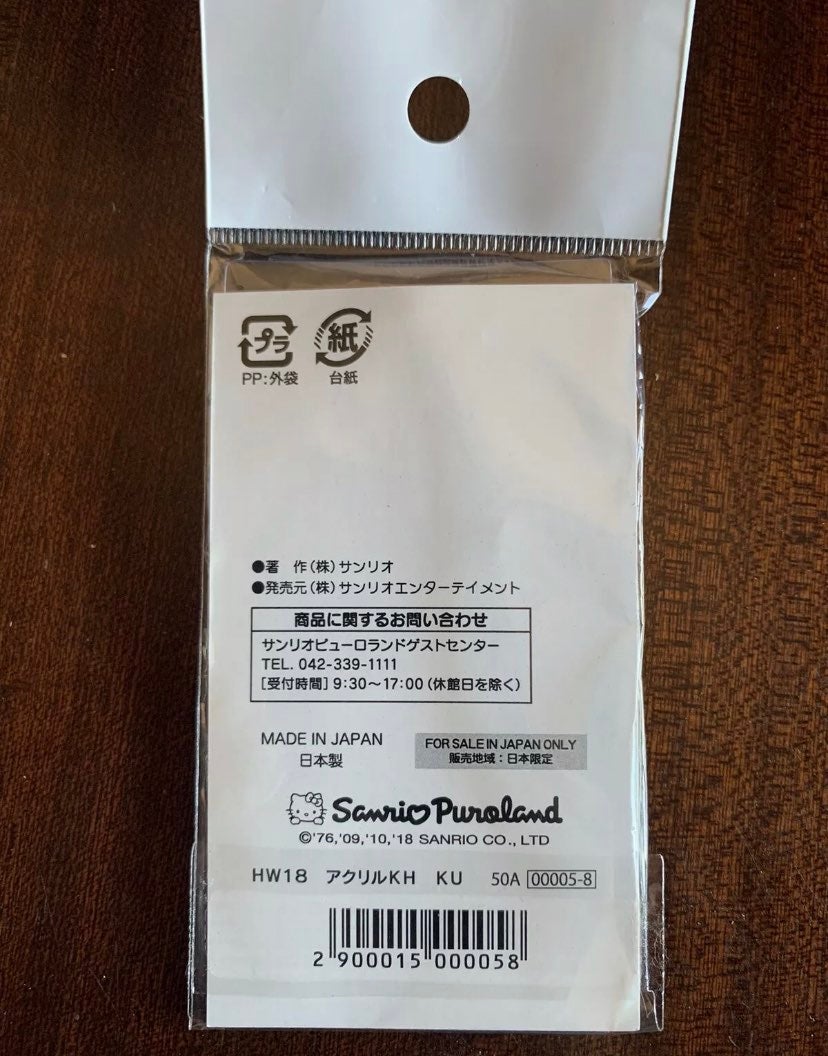 プラ 紙
PP:外袋 台紙
●著　作(株)サンリオ
●発売元(株)サンリオエンターテイメント
商品に関するお問い合わせ
サンリオピューロランドゲストセンター
TEL. 042-339-1111
[受付時間] 9:30～17:00 (休館日を除く)
MADE IN JAPAN
日本製
FOR SALE IN JAPAN ONLY
販売地域：日本限定
Sanrio Puroland
©'76,'09,'10,'18 SANRIO CO., LTD
HW18 アクリルKH KU 50A 00005-8
2 900015 000058